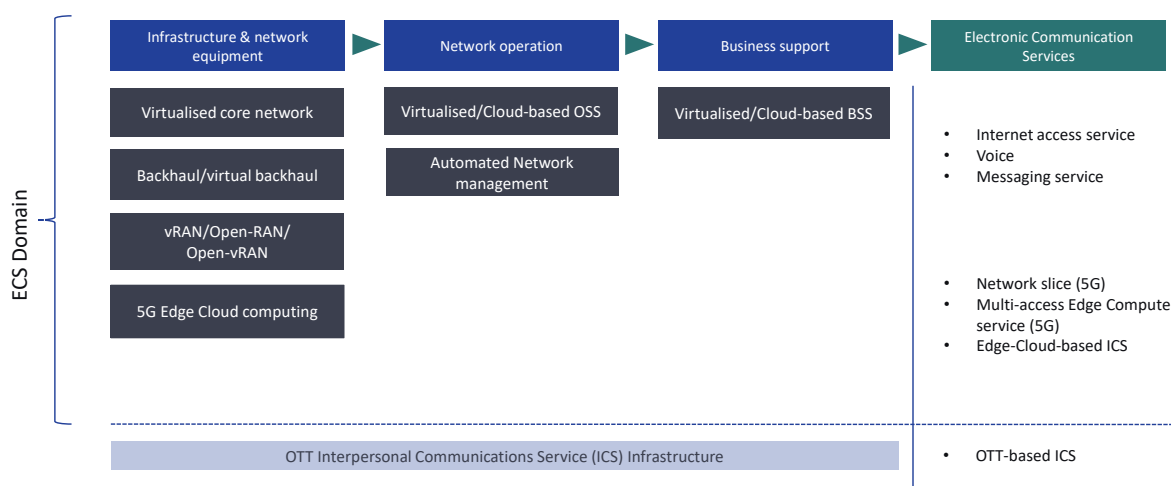 Infrastructure & network
equipment
Network operation
Business support
Electronic Communication
Services
ECS Domain
Virtualised core network
Backhaul/virtual backhaul
vRAN/Open-RAN/
Open-vRAN
5G Edge Cloud computing
Virtualised/Cloud-based OSS
Automated Network
management
Virtualised/Cloud-based BSS
• Internet access service
• Voice
• Messaging service
• Network slice (5G)
• Multi-access Edge Compute
service (5G)
• Edge-Cloud-based ICS
OTT Interpersonal Communications Service (ICS) Infrastructure
• OTT-based ICS